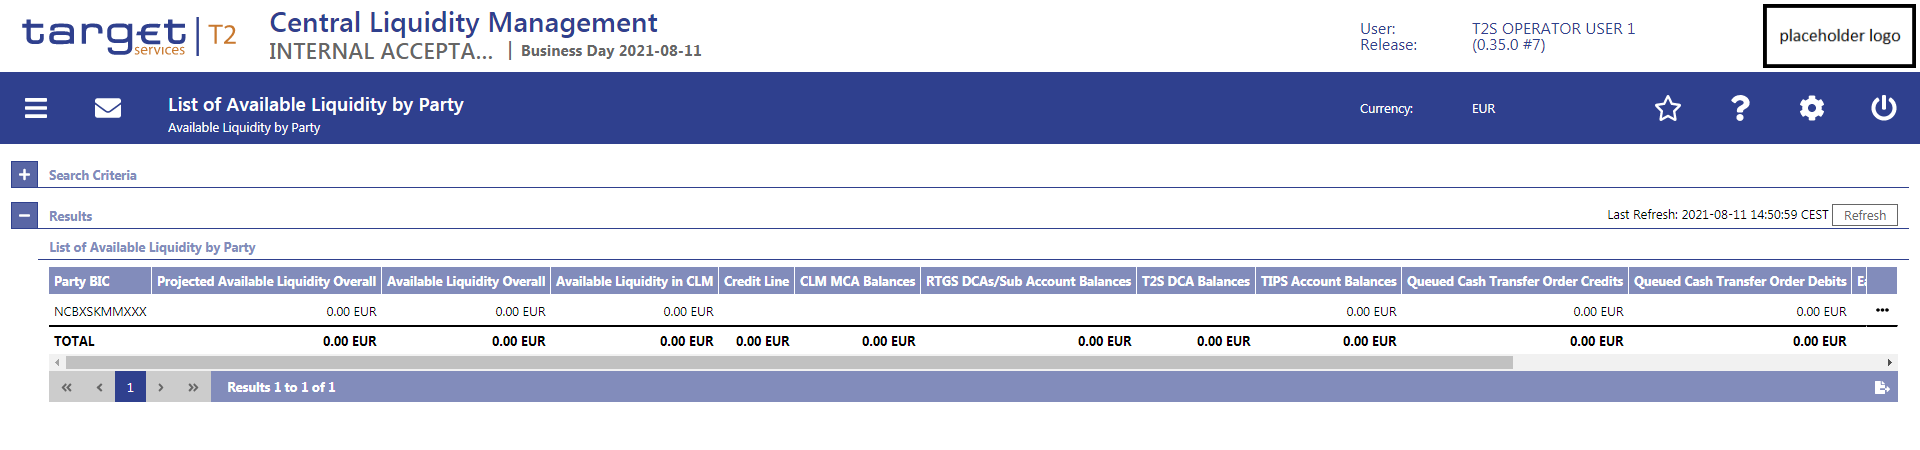 target services | T2
Central Liquidity Management
INTERNAL ACCEPTA... | Business Day 2021-08-11
User: T2S OPERATOR USER 1
Release: (0.35.0 #7)
placeholder logo
List of Available Liquidity by Party
Available Liquidity by Party
Currency: EUR
Search Criteria
Results
Last Refresh: 2021-08-11 14:50:59 CEST Refresh
List of Available Liquidity by Party
Party BIC Projected Available Liquidity Overall Available Liquidity Overall Available Liquidity in CLM Credit Line CLM MCA Balances RTGS DCAs/Sub Account Balances T2S DCA Balances TIPS Account Balances Queued Cash Transfer Order Credits Queued Cash Transfer Order Debits
NCBXSKMMXXX 0.00 EUR 0.00 EUR 0.00 EUR 0.00 EUR 0.00 EUR 0.00 EUR
TOTAL 0.00 EUR 0.00 EUR 0.00 EUR 0.00 EUR 0.00 EUR 0.00 EUR 0.00 EUR 0.00 EUR 0.00 EUR 0.00 EUR
1 Results 1 to 1 of 1